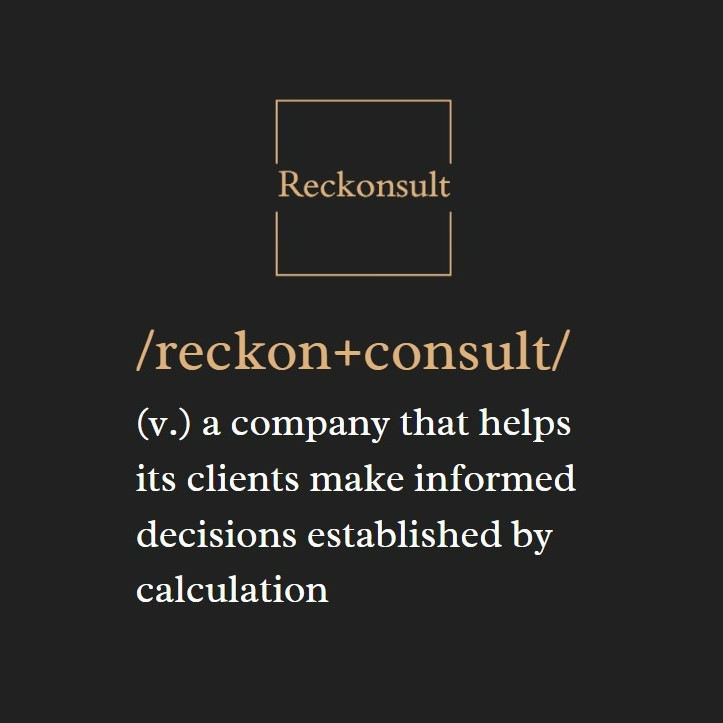 Reckonsult
/reckon+consult/
(v.) a company that helps
its clients make informed
decisions established by
calculation